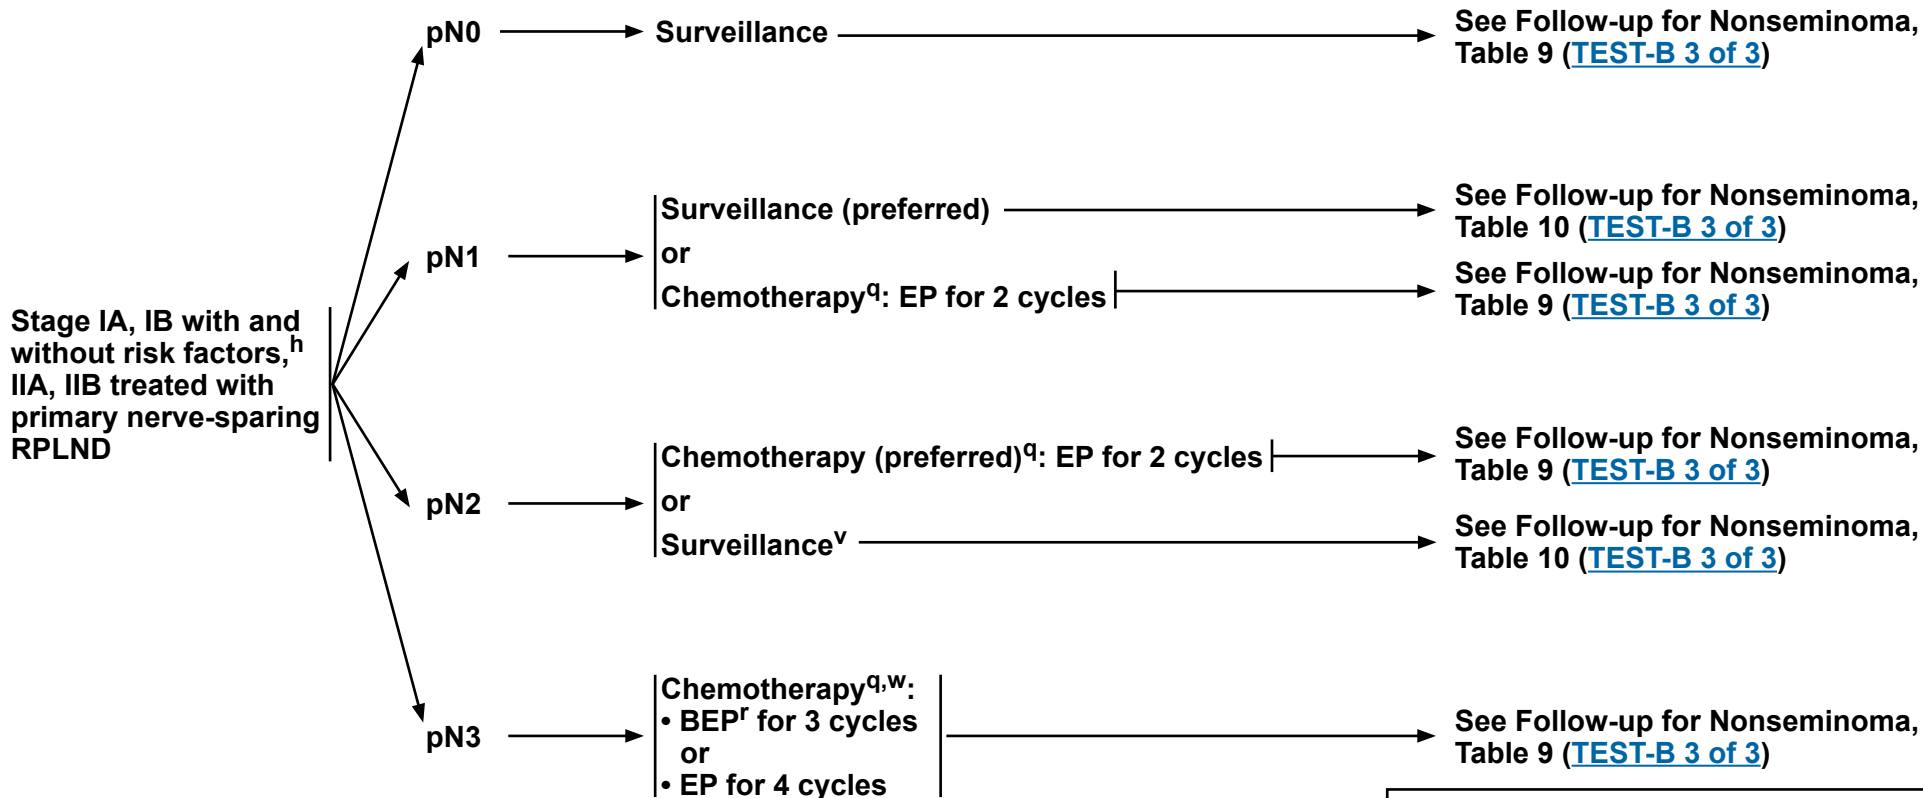 Stage IA, IB with and
without risk factors,h
IIA, IIB treated with
primary nerve-sparing
RPLND
pN0
Surveillance
See Follow-up for Nonseminoma,
Table 9 (TEST-B 3 of 3)
pN1
Surveillance (preferred)
or
Chemotherapyq: EP for 2 cycles
See Follow-up for Nonseminoma,
Table 10 (TEST-B 3 of 3)
See Follow-up for Nonseminoma,
Table 9 (TEST-B 3 of 3)
pN2
Chemotherapy (preferred)q: EP for 2 cycles
or
Surveillancev
See Follow-up for Nonseminoma,
Table 9 (TEST-B 3 of 3)
See Follow-up for Nonseminoma,
Table 10 (TEST-B 3 of 3)
pN3
Chemotherapyq,w:
• BEPr for 3 cycles
or
• EP for 4 cycles
See Follow-up for Nonseminoma,
Table 9 (TEST-B 3 of 3)